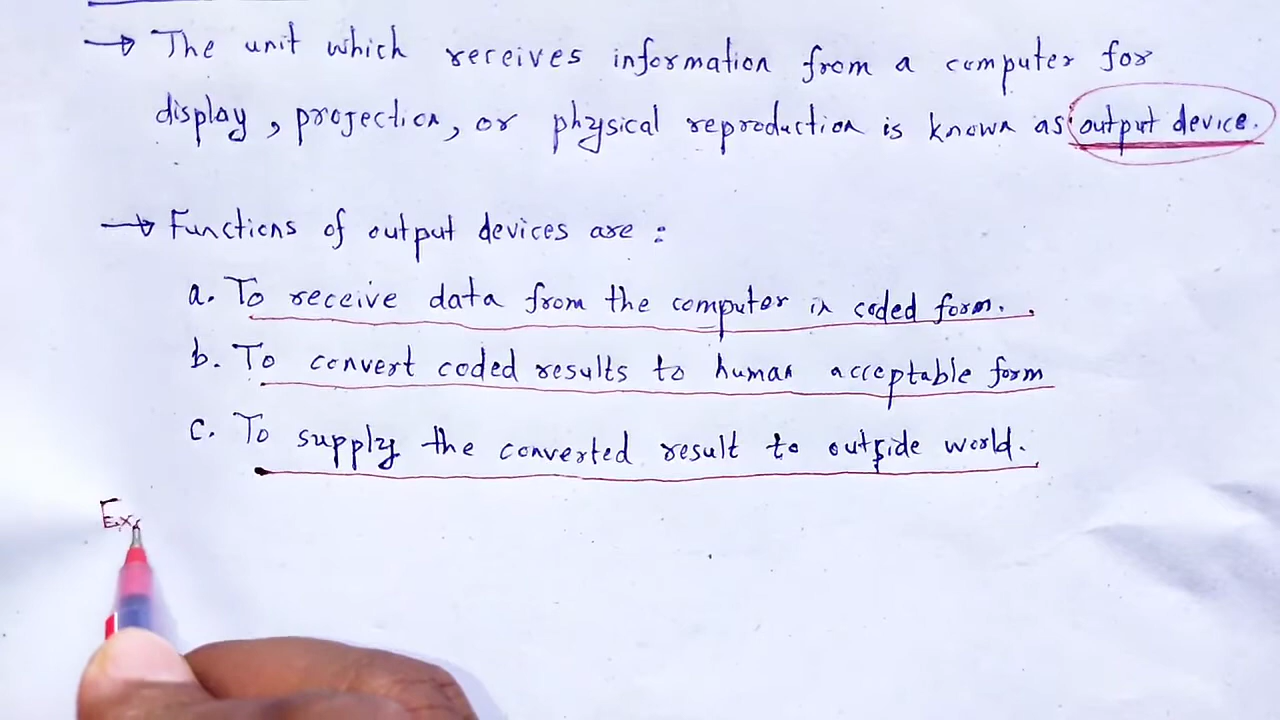 → The unit which receives information from a computer for
display, projection, or physical reproduction is known as output device.
→ Functions of output devices are :
a. To receive data from the computer in coded form.
b. To convert coded results to human acceptable form
c. To supply the converted result to outside world.
Ex